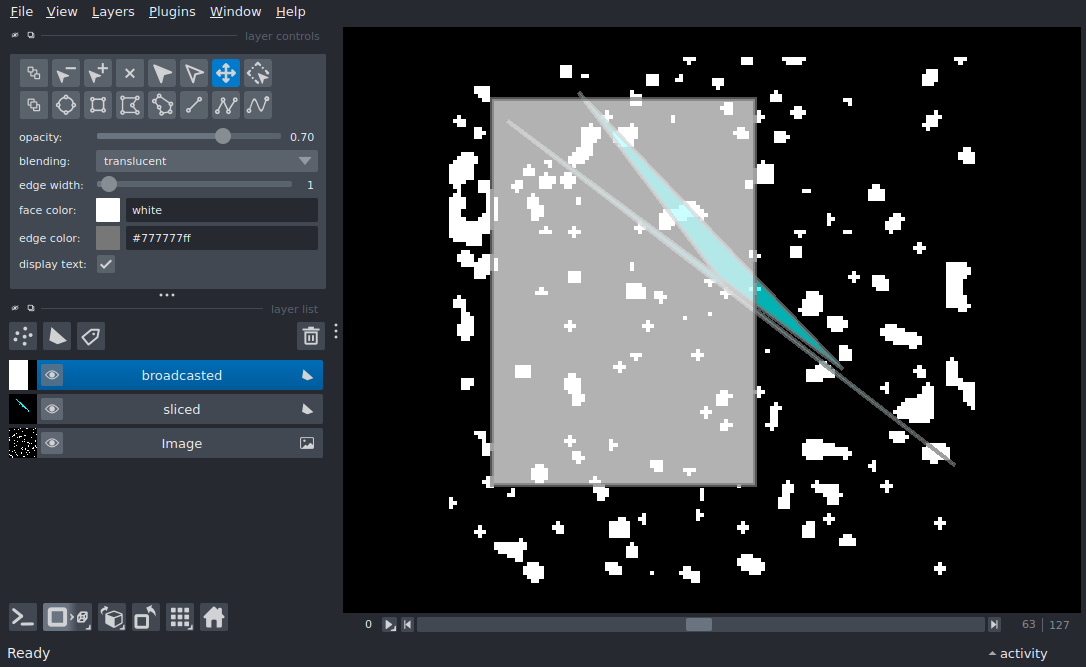 File View Layers Plugins Window Help
layer controls
opacity: 0.70
blending: translucent
edge width: 1
face color: white
edge color: #777777ff
display text:
layer list
broadcasted
sliced
Image
0 63 127
Ready activity